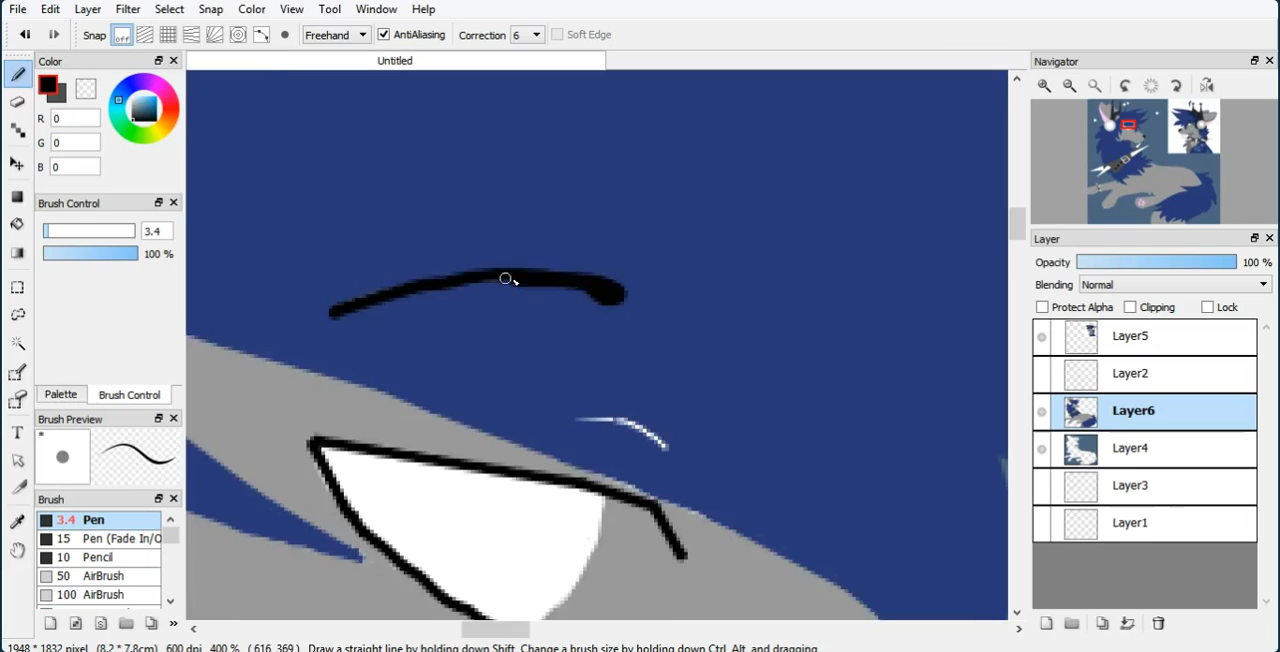 File Edit Layer Filter Select Snap Color View Tool Window Help
Snap off Freehand AntiAliasing Correction 6 Soft Edge
Color
Untitled
Navigator
R 0
G 0
B 0
Brush Control
3.4
100 %
Palette Brush Control
Brush Preview
Brush
3.4 Pen
15 Pen (Fade In/O
10 Pencil
50 AirBrush
100 AirBrush
Layer
Opacity 100 %
Blending Normal
Protect Alpha Clipping Lock
Layer5
Layer2
Layer6
Layer4
Layer3
Layer1
T
»
1948 * 1832 pixel (8.2 * 7.8cm) 600 dpi 400 % ( 616, 369 ) Draw a straight line by holding down Shift, Change a brush size by holding down Ctrl, Alt, and dragging